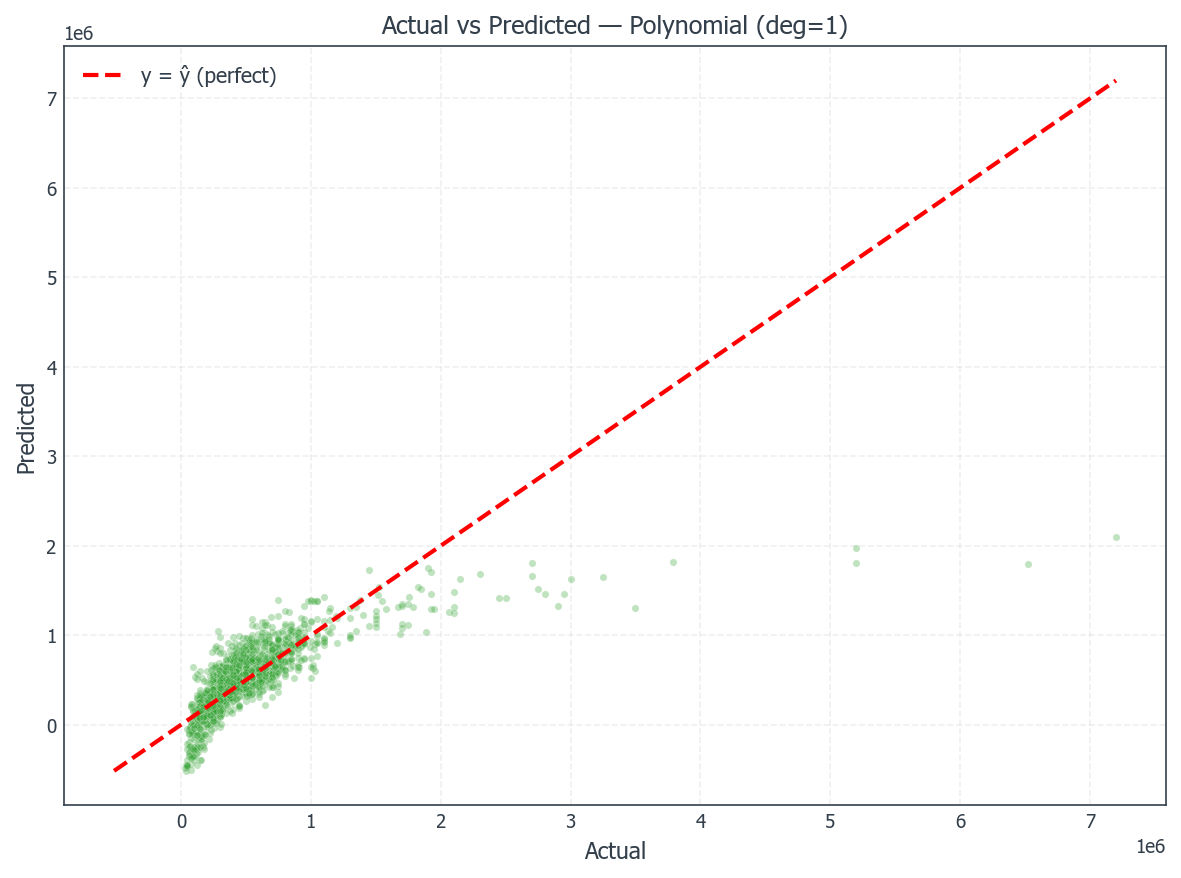 Actual vs Predicted — Polynomial (deg=1)
1e6
y = ŷ (perfect)
7
6
5
4
3
2
1
0
Predicted
0 1 2 3 4 5 6 7
1e6
Actual